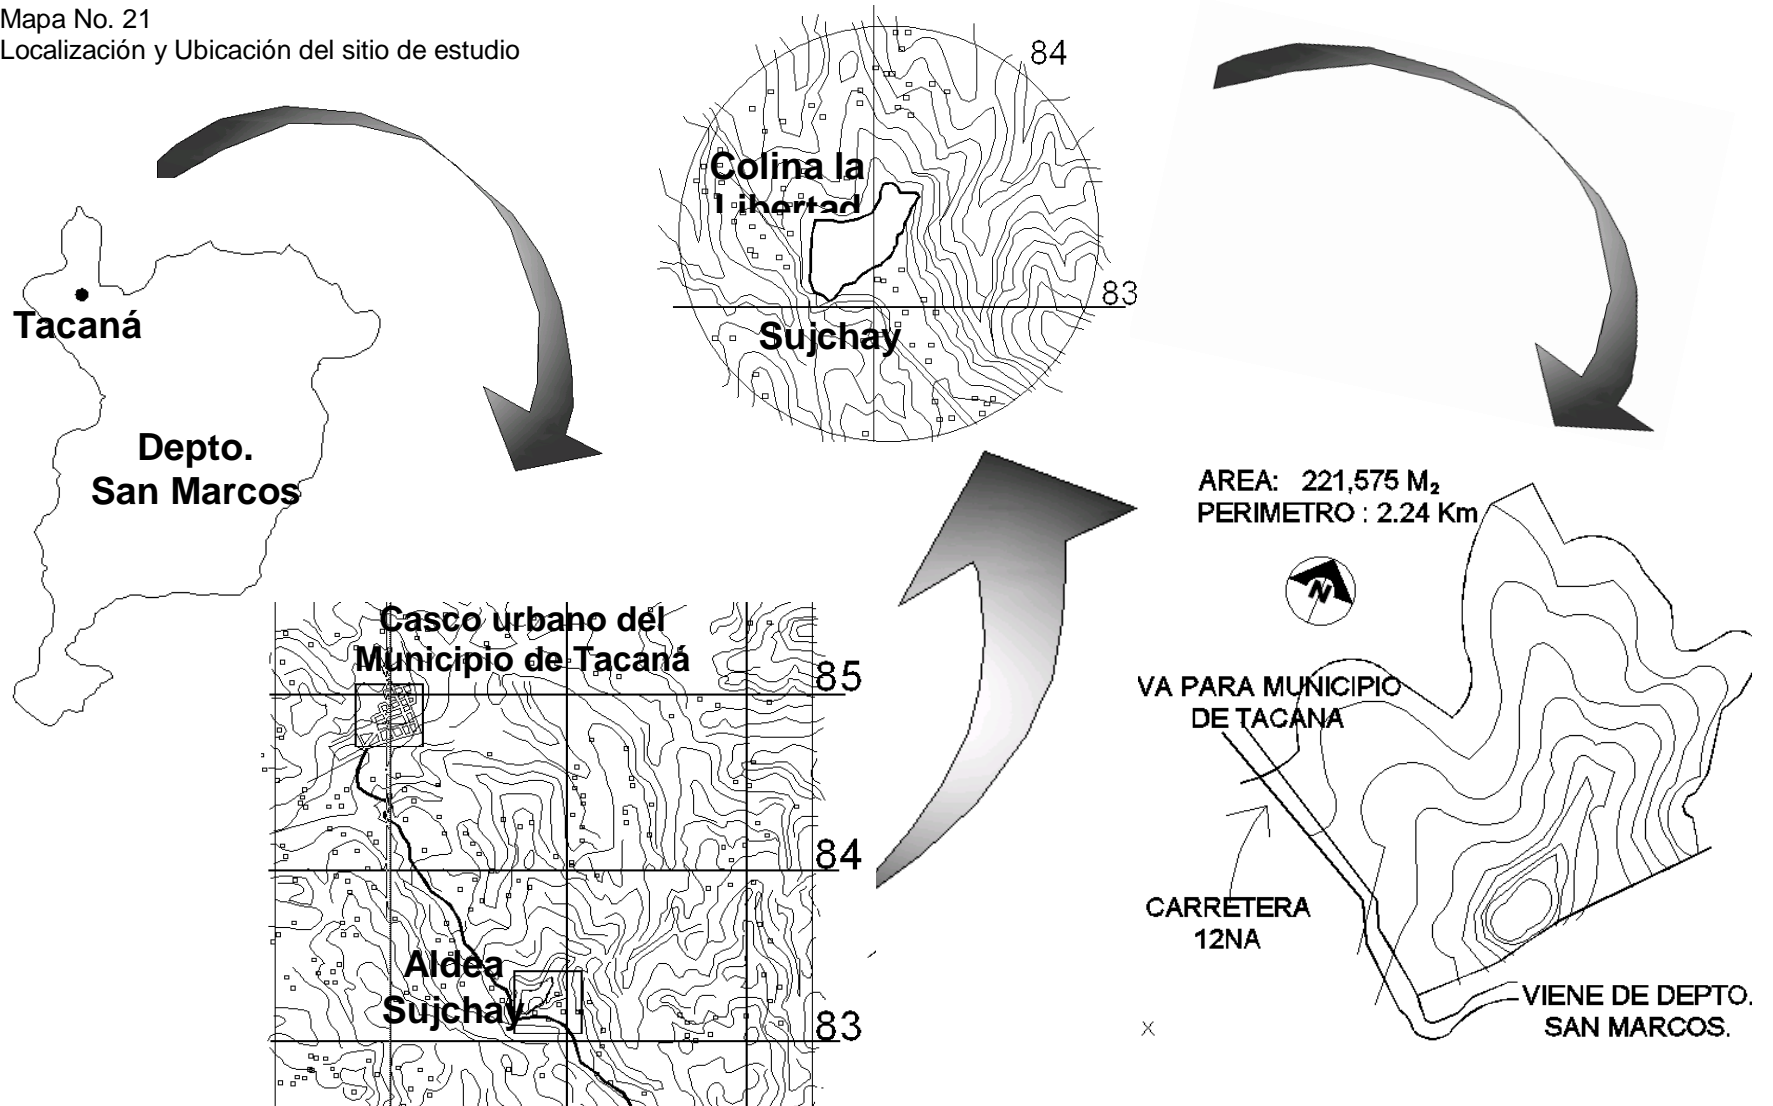 Mapa No. 21
Localización y Ubicación del sitio de estudio
Tacaná
Depto.
San Marcos
84
Colina la
Libertad
83
Sujchay
Casco urbano del
Municipio de Tacaná
85
84
Aldea
Sujchay
83
AREA: 221,575 M₂
PERIMETRO : 2.24 Km
N
VA PARA MUNICIPIO
DE TACANA
CARRETERA
12NA
VIENE DE DEPTO.
SAN MARCOS.
X